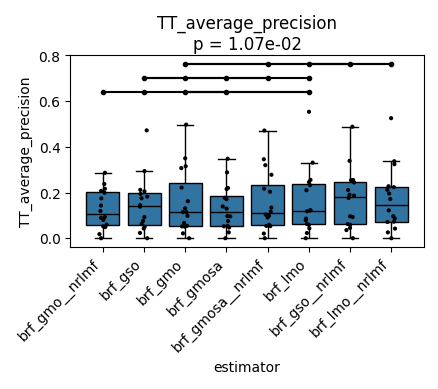 TT_average_precision
p = 1.07e-02
TT_average_precision
0.8
0.6
0.4
0.2
0.0
brf_gmo__nrlmf
brf_gso
brf_gmo
brf_gmosa
brf_gmosa__nrlmf
brf_lmo
brf_gso__nrlmf
brf_lmo__nrlmf
estimator